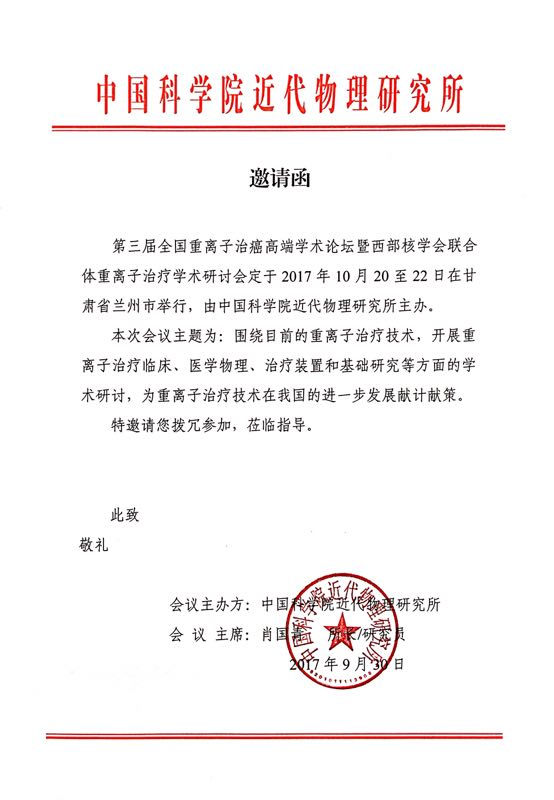 中国科学院近代物理研究所
邀请函
第三届全国重离子治癌高端学术论坛暨西部核学会联合
体重离子治疗学术研讨会定于 2017 年 10 月 20 至 22 日在甘
肃省兰州市举行，由中国科学院近代物理研究所主办。
本次会议主题为：围绕目前的重离子治疗技术，开展重
离子治疗临床、医学物理、治疗装置和基础研究等方面的学
术研讨，为重离子治疗技术在我国的进一步发展献计献策。
特邀请您拨冗参加，莅临指导。
此致
敬礼
会议主办方：中国科学院近代物理研究所
会 议 主席：肖国青 所长/研究员
2017 年 9 月 30 日
中国科学院近代物理研究所